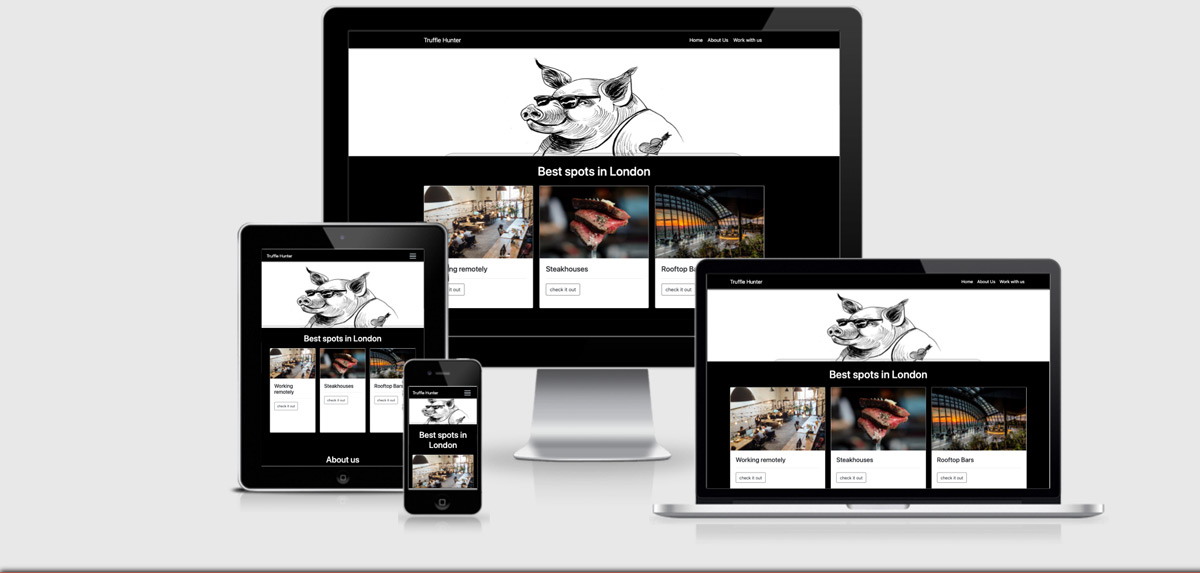 Truffle Hunter
Home About Us Work with us
Best spots in London
ng remotely
Steakhouses
Rooftop Ba
ck it out
check it out
check it
Truffle Hunter
Best spots in London
Working
remotely
Steakhouses
Rooftop Bars
check it out
check it out
check it out
About us
Truffle Hunter
Best spots in
London
Truffle Hunter
Home About Us Work with us
Best spots in London
Working remotely
Steakhouses
Rooftop Bars
check it out
check it out
check it out